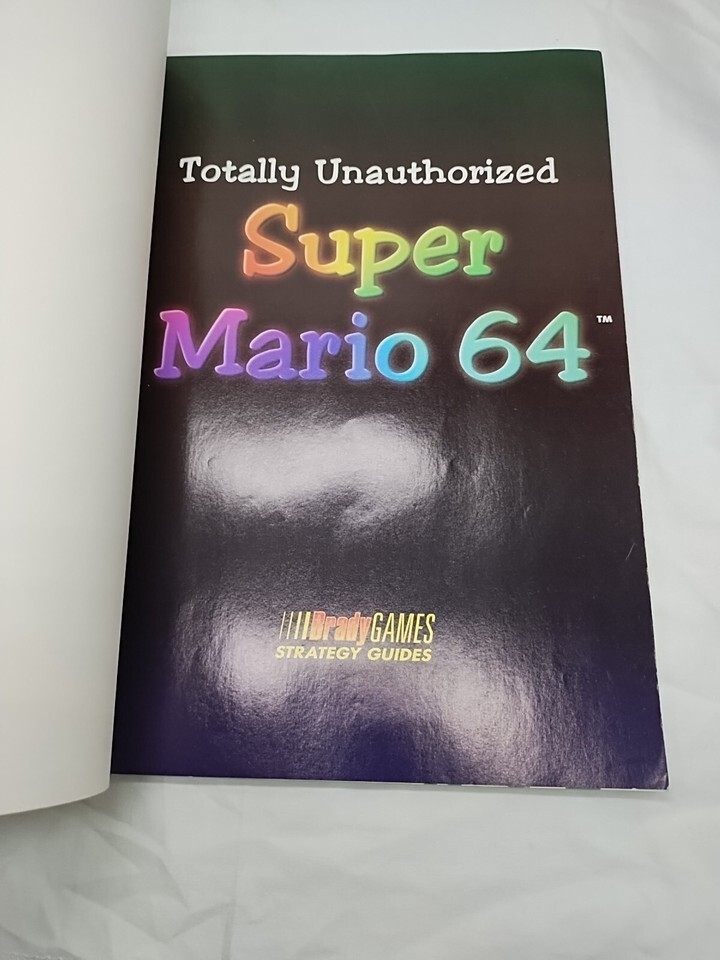 Totally Unauthorized
Super
Mario 64™
BradyGAMES
STRATEGY GUIDES